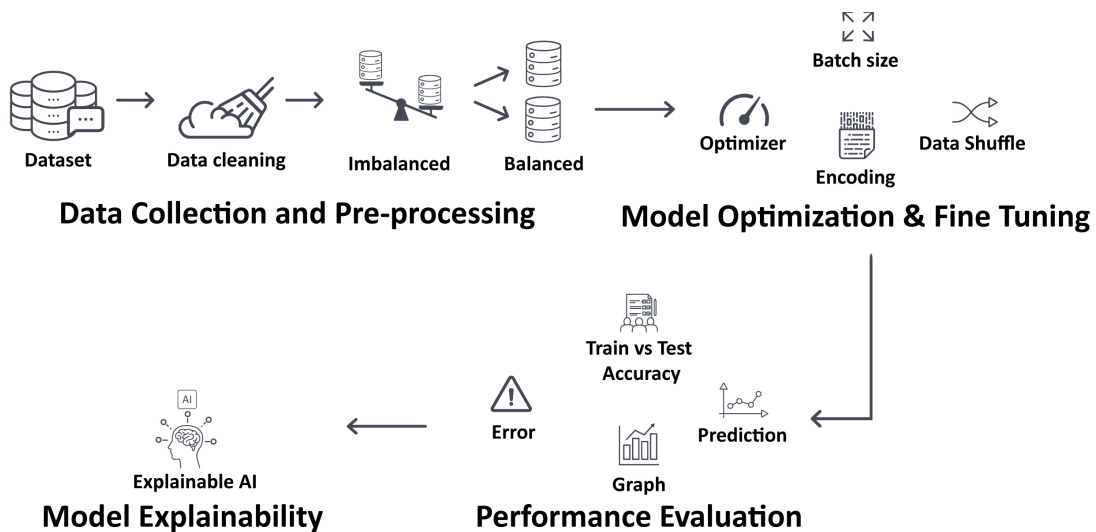 Batch size
Dataset
Data cleaning
Imbalanced
Balanced
Optimizer
Data Shuffle
Encoding
Data Collection and Pre-processing
Model Optimization & Fine Tuning
Train vs Test
Accuracy
AI
Error
Prediction
Explainable AI
Graph
Model Explainability
Performance Evaluation